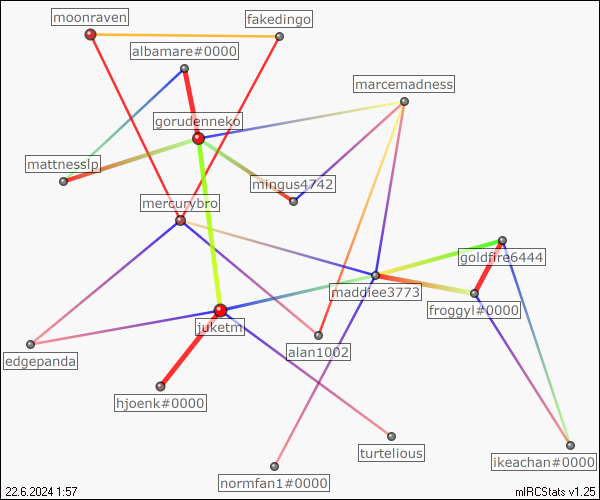 moonraven
fakedingo
albamare#0000
marcemadness
gorudenneko
mattnesslp
mingus4742
mercurybro
goldfire6444
maddiee3773
froggyl#0000
juketm
alan1002
edgepanda
hjoenk#0000
turtelious
ikeachan#0000
normfan1#0000
22.6.2024 1:57
mIRCStats v1.25